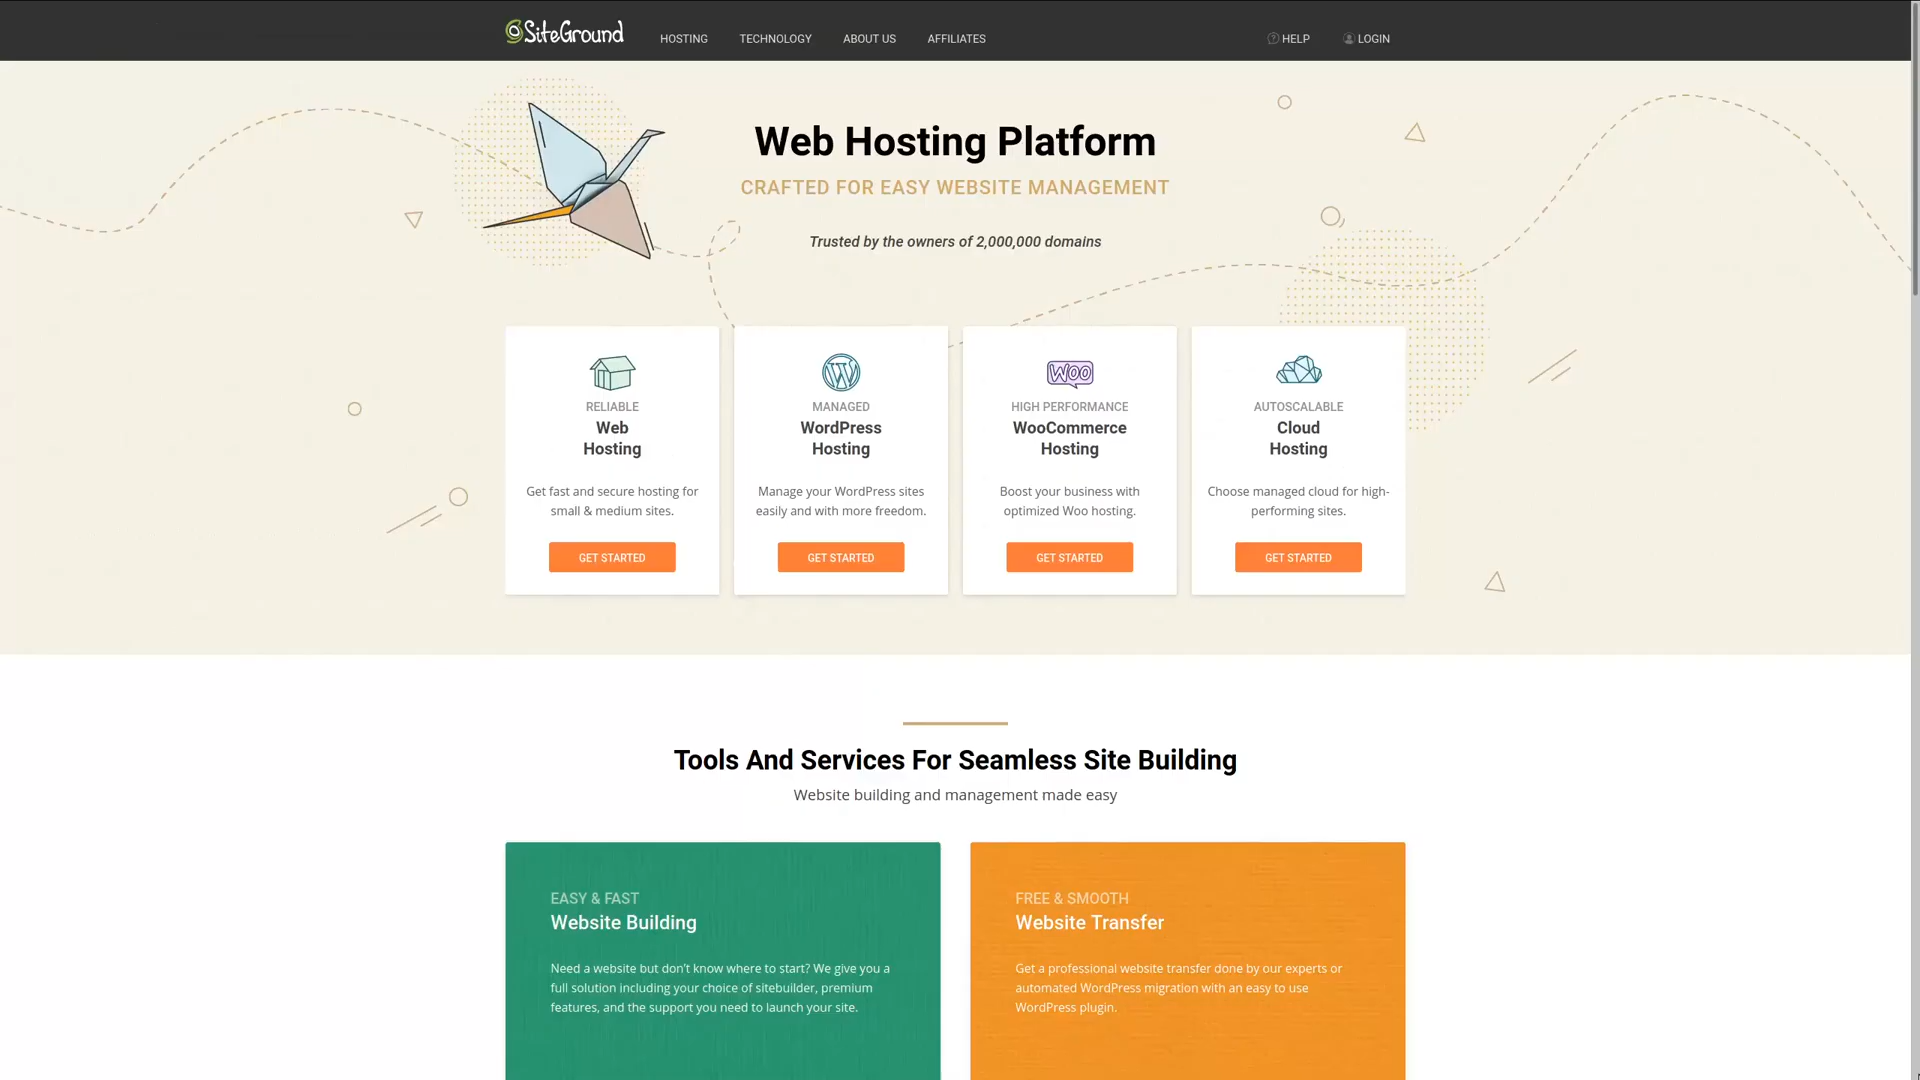 SiteGround
HOSTING
TECHNOLOGY
ABOUT US
AFFILIATES
HELP
LOGIN
Web Hosting Platform
CRAFTED FOR EASY WEBSITE MANAGEMENT
Trusted by the owners of 2,000,000 domains
RELIABLE
Web
Hosting
Get fast and secure hosting for
small & medium sites.
GET STARTED
MANAGED
WordPress
Hosting
Manage your WordPress sites
easily and with more freedom.
GET STARTED
WOO
HIGH PERFORMANCE
WooCommerce
Hosting
Boost your business with
optimized Woo hosting.
GET STARTED
AUTOSCALABLE
Cloud
Hosting
Choose managed cloud for high-
performing sites.
GET STARTED
Tools And Services For Seamless Site Building
Website building and management made easy
EASY & FAST
Website Building
Need a website but don't know where to start? We give you a
full solution including your choice of sitebuilder, premium
features, and the support you need to launch your site.
FREE & SMOOTH
Website Transfer
Get a professional website transfer done by our experts or
automated WordPress migration with an easy to use
WordPress plugin.